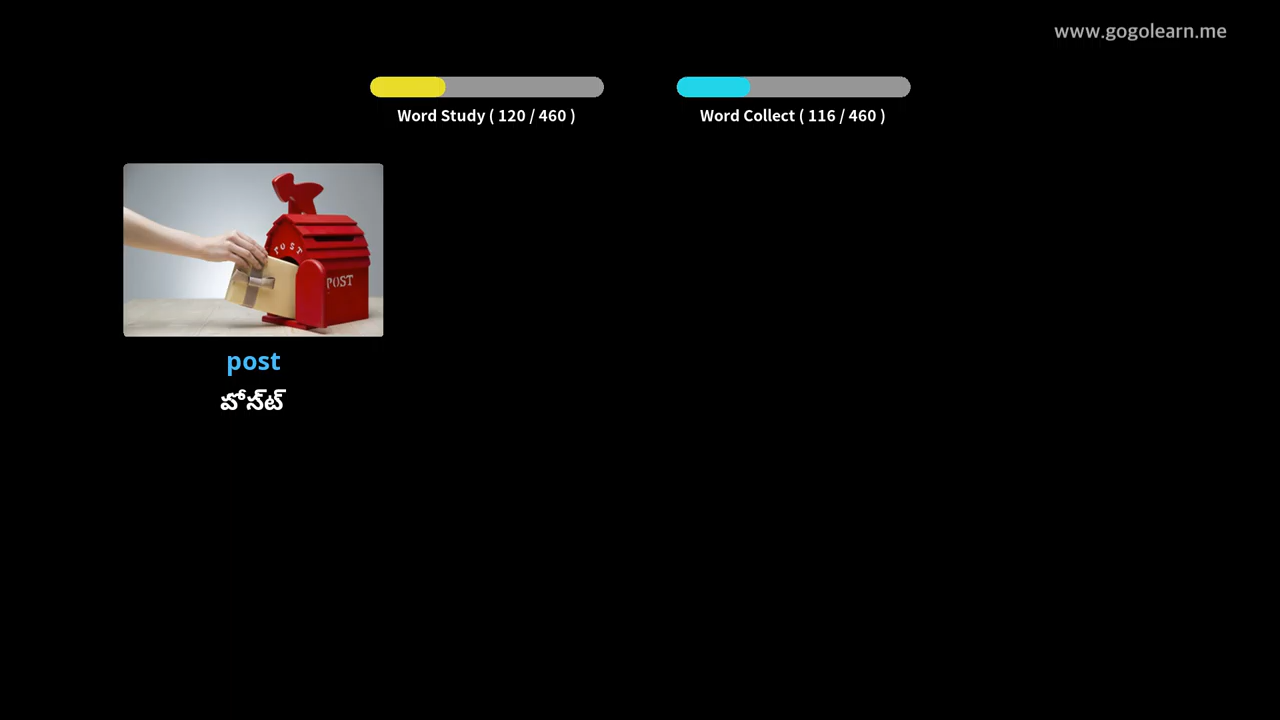 www.gogolearn.me
Word Study ( 120 / 460 )
Word Collect ( 116 / 460 )
POST
POST
post
పోస్ట్